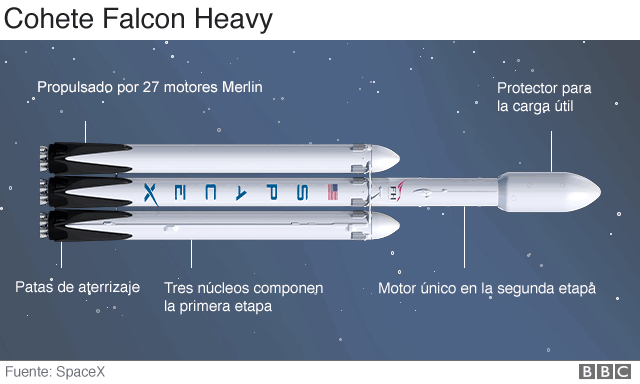 Cohete Falcon Heavy
Propulsado por 27 motores Merlin
Protector para
la carga útil
SPACEX
FH
Patas de aterrizaje
Tres núcleos componen
la primera etapa
Motor único en la segunda etapa
Fuente: SpaceX
BBC